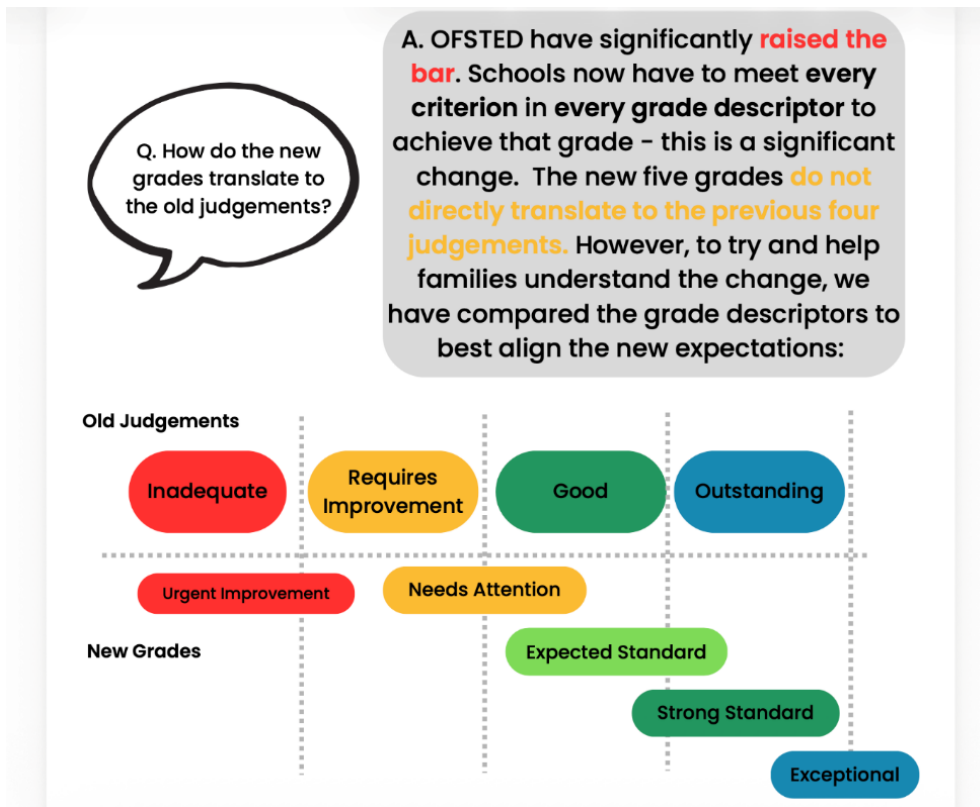 Q. How do the new
grades translate to
the old judgements?
A. OFSTED have significantly raised the
bar. Schools now have to meet every
criterion in every grade descriptor to
achieve that grade - this is a significant
change. The new five grades do not
directly translate to the previous four
judgements. However, to try and help
families understand the change, we
have compared the grade descriptors to
best align the new expectations:
Old Judgements
Inadequate
Requires
Improvement
Good
Outstanding
Urgent Improvement
Needs Attention
New Grades
Expected Standard
Strong Standard
Exceptional